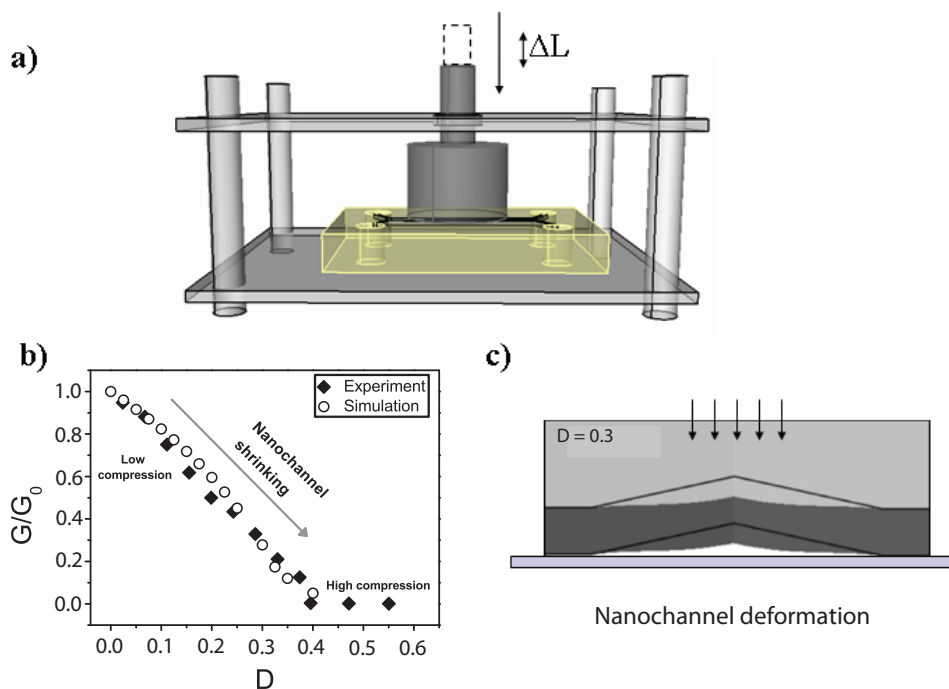 a)
ΔL
b)
c)
1.0
0.8
0.6
0.4
0.2
0.0
G/G0
Experiment
Simulation
Low
compression
Nanochannel
shrinking
High compression
0.0 0.1 0.2 0.3 0.4 0.5 0.6
D
D = 0.3
Nanochannel deformation